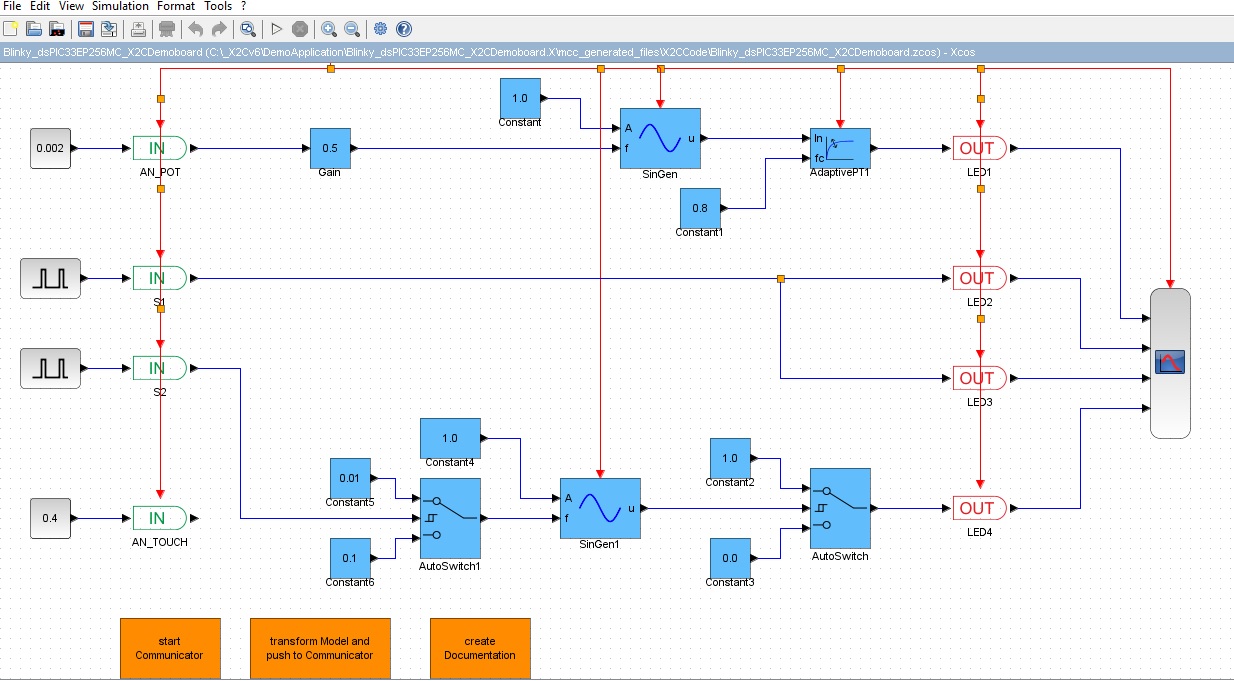 File Edit View Simulation Format Tools ?
Blinky_dsPIC33EP256MC_X2CDemoboard (C:\_X2Cv6\DemoApplication\Blinky_dsPIC33EP256MC_X2CDemoboard.X\mcc_generated_files\X2CCode\Blinky_dsPIC33EP256MC_X2CDemoboard.zcos) - Xcos
1.0
Constant
A
f
u
SinGen
0.002
IN
AN_POT
0.5
Gain
In
fc
AdaptivePT1
OUT
LED1
0.8
Constant1
IN
S1
OUT
LED2
IN
S2
OUT
LED3
1.0
Constant4
0.01
Constant5
1.0
Constant2
0.4
IN
AN_TOUCH
0.1
Constant6
AutoSwitch1
A
f
u
SinGen1
0.0
Constant3
AutoSwitch
OUT
LED4
start
Communicator
transform Model and
push to Communicator
create
Documentation